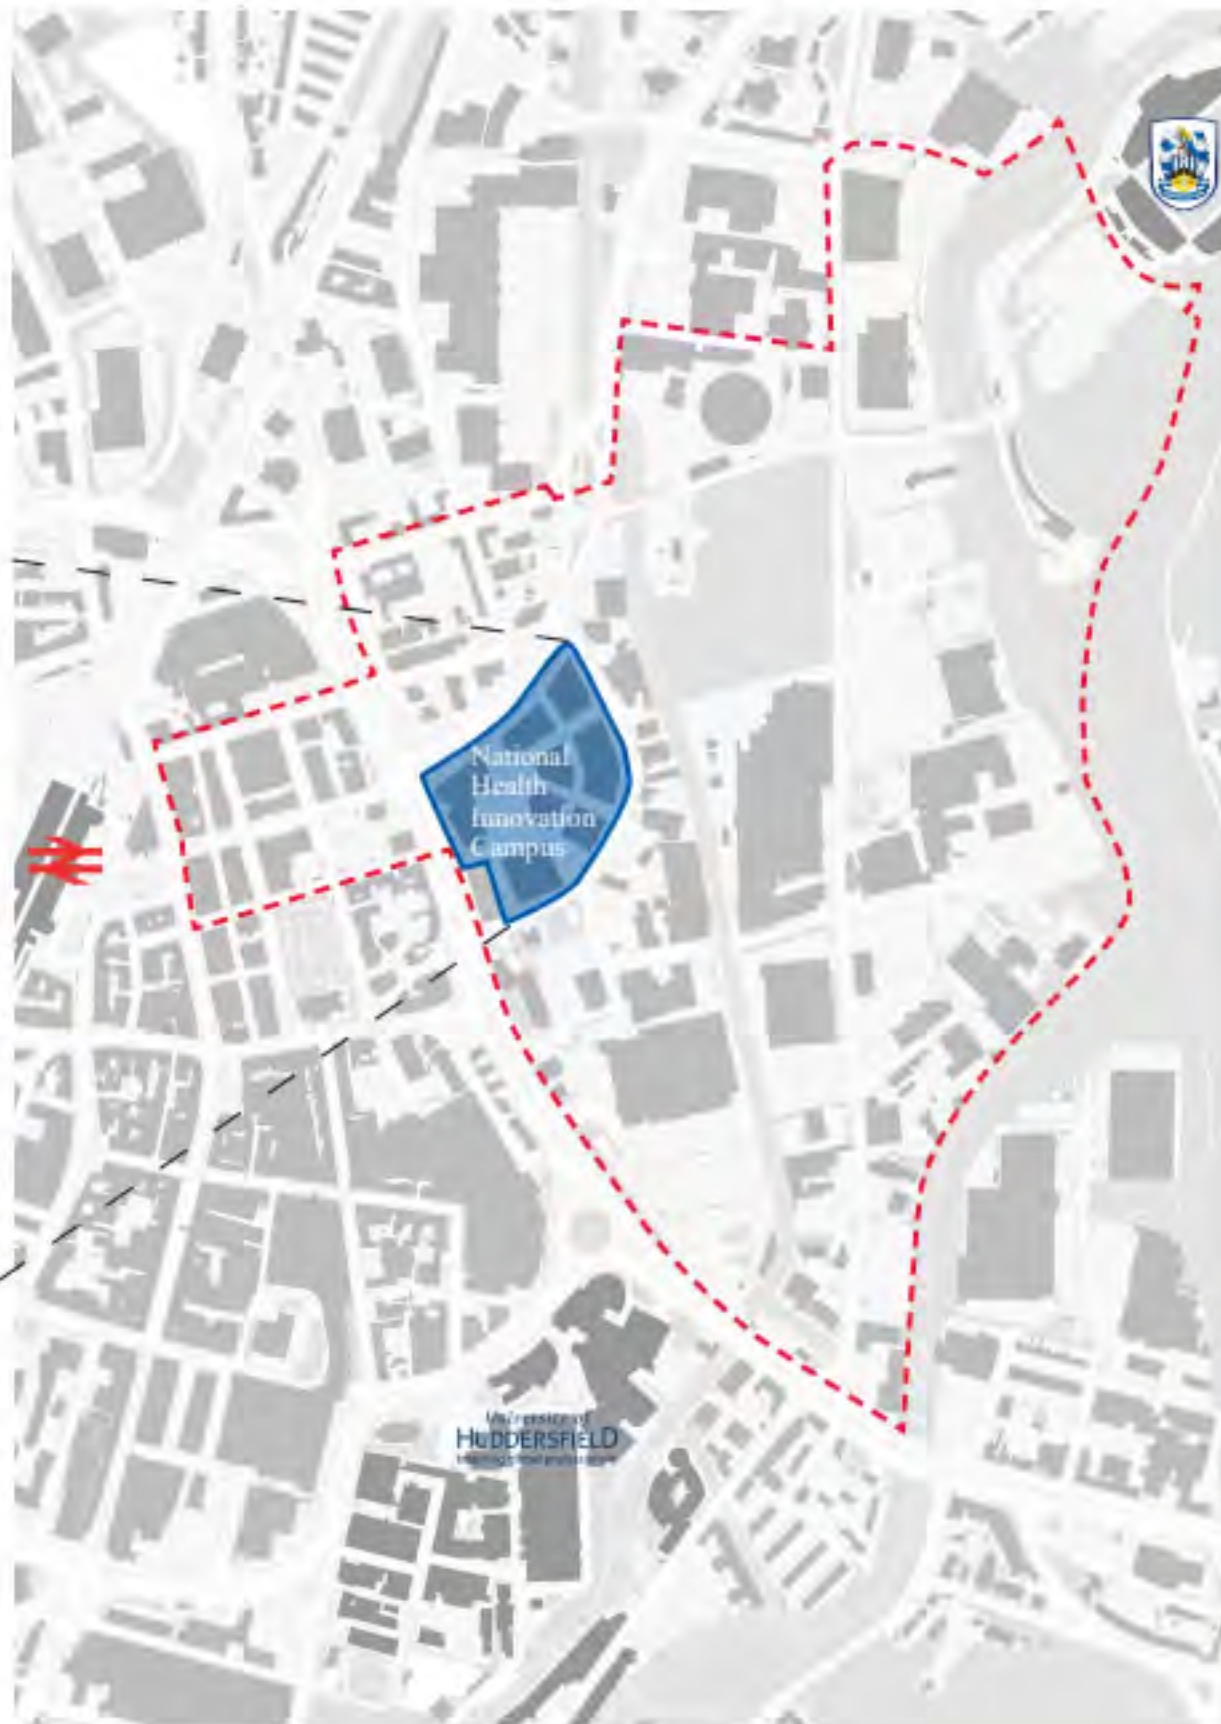 National
Health
Innovation
Campus
University of
HUDDERSFIELD